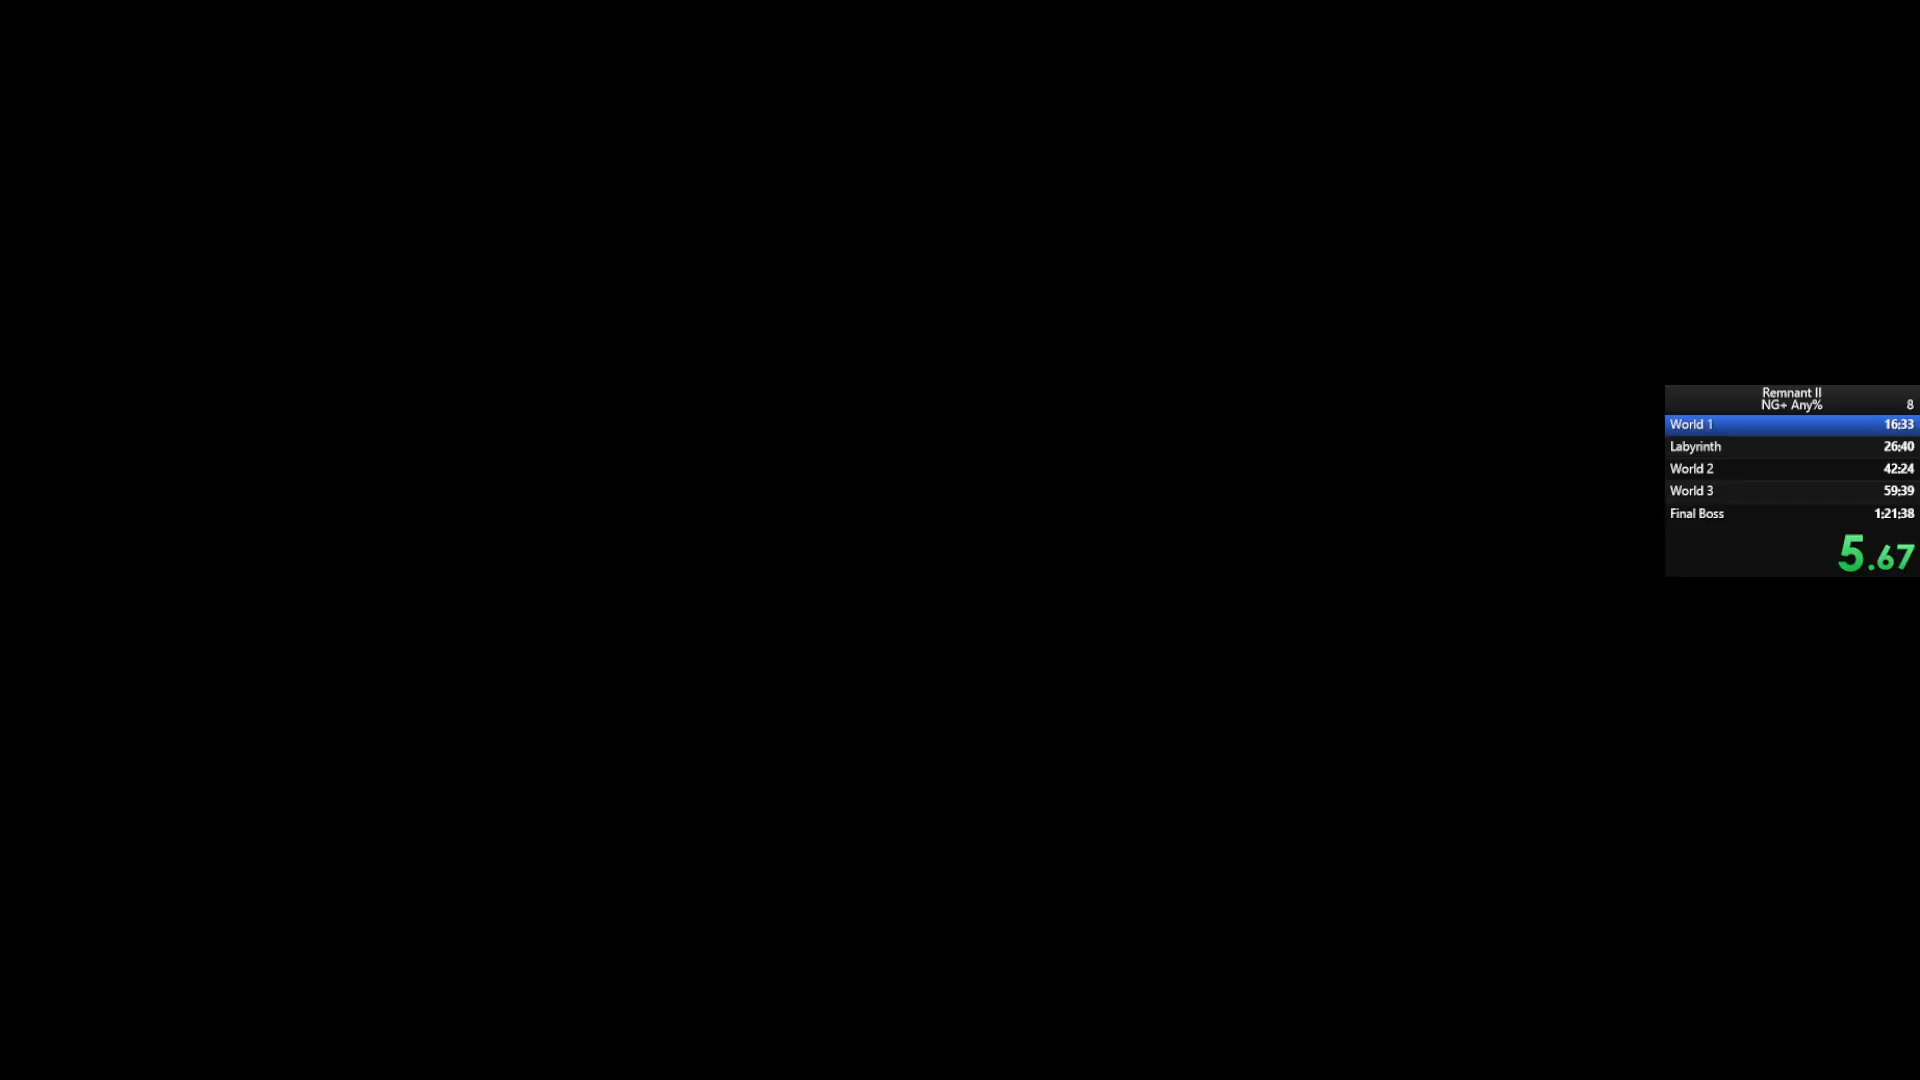 Remnant II
NG+ Any% 8
World 1 16:33
Labyrinth 26:40
World 2 42:24
World 3 59:39
Final Boss 1:21:38
5.67